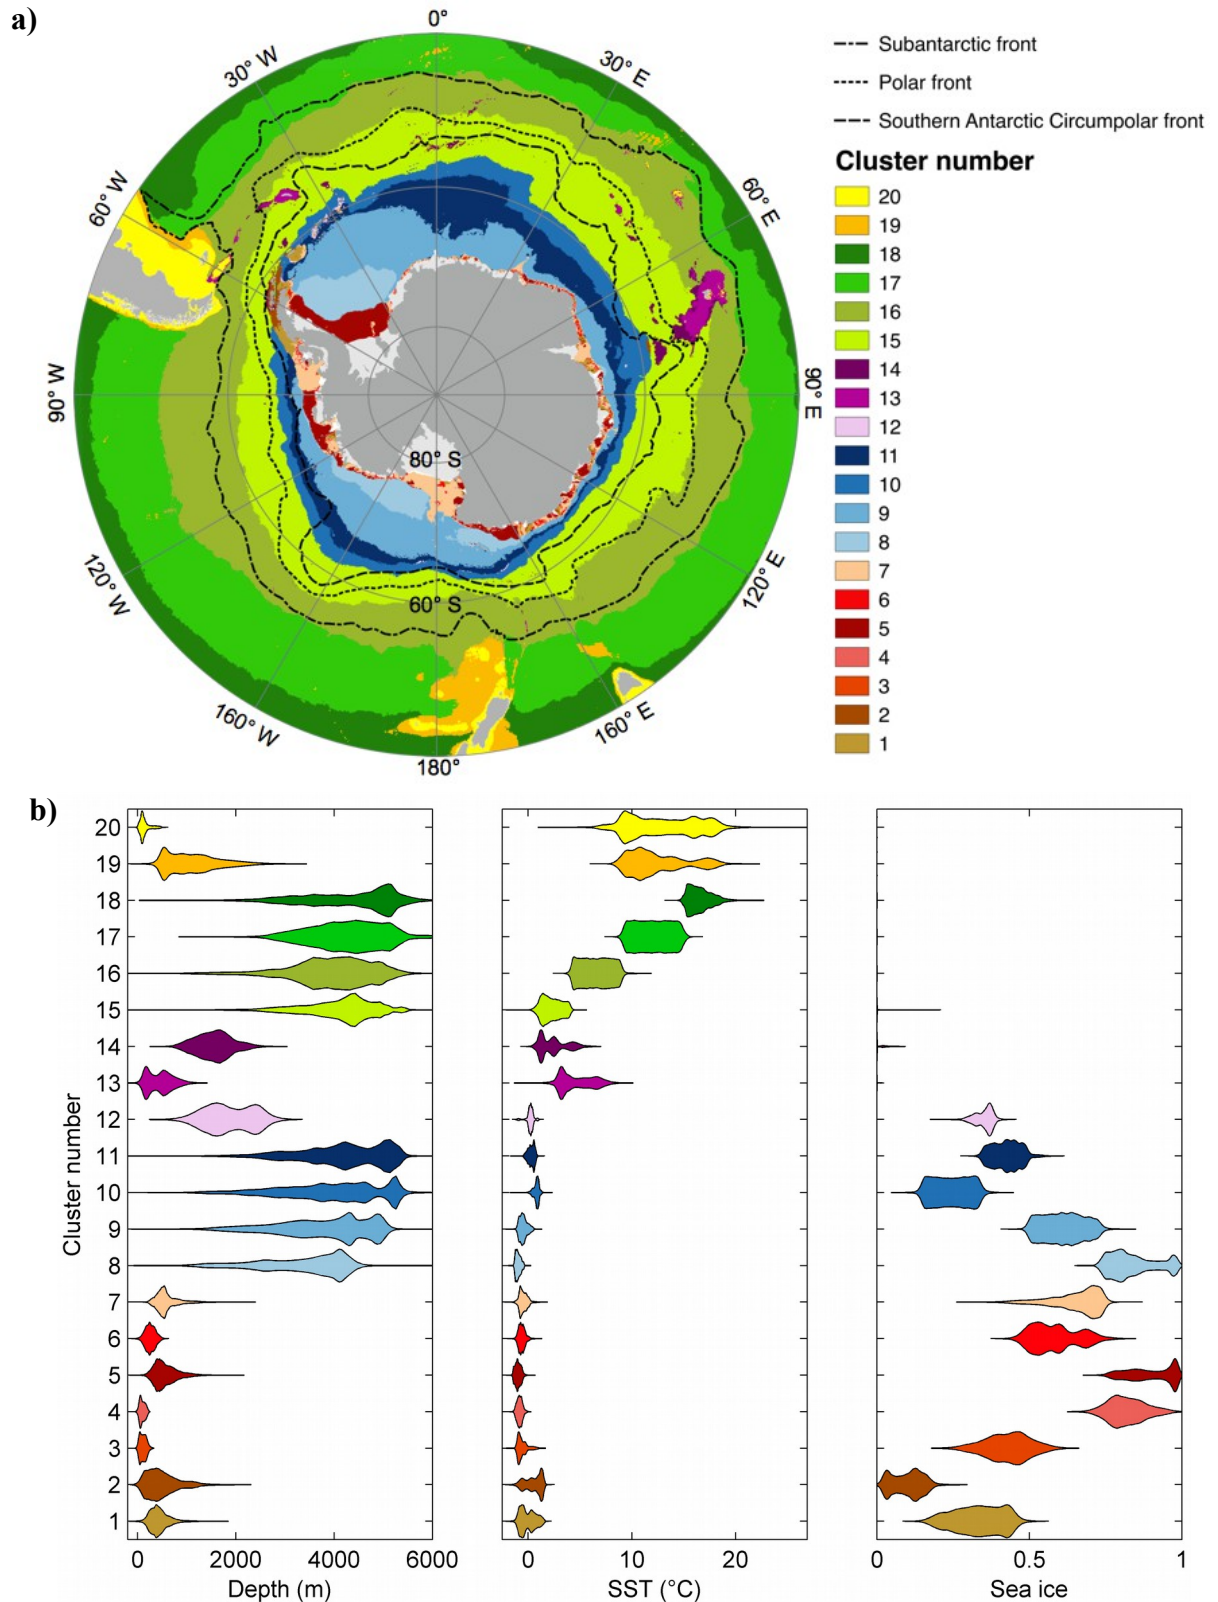 a)
0°
30° W
30° E
60° W
60° E
90° W
90° E
80° S
60° S
120° W
120° E
160° W
160° E
180°
Subantarctic front
Polar front
Southern Antarctic Circumpolar front
Cluster number
20
19
18
17
16
15
14
13
12
11
10
9
8
7
6
5
4
3
2
1
b)
Cluster number
20
19
18
17
16
15
14
13
12
11
10
9
8
7
6
5
4
3
2
1
0 2000 4000 6000
Depth (m)
0 10 20
SST (°C)
0 0.5 1
Sea ice